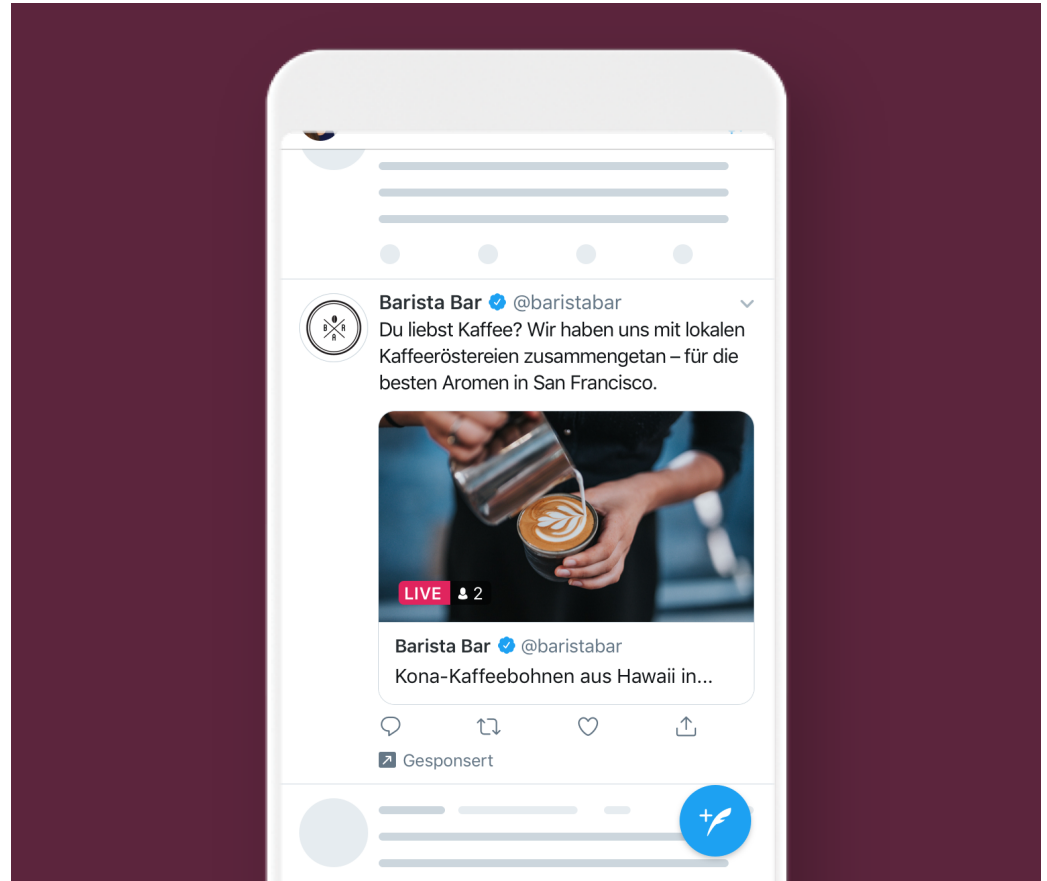 Barista Bar @baristabar
Du liebst Kaffee? Wir haben uns mit lokalen
Kaffeeröstereien zusammengetan – für die
besten Aromen in San Francisco.
B A R
R
LIVE 2
Barista Bar @baristabar
Kona-Kaffeebohnen aus Hawaii in...
Gesponsert